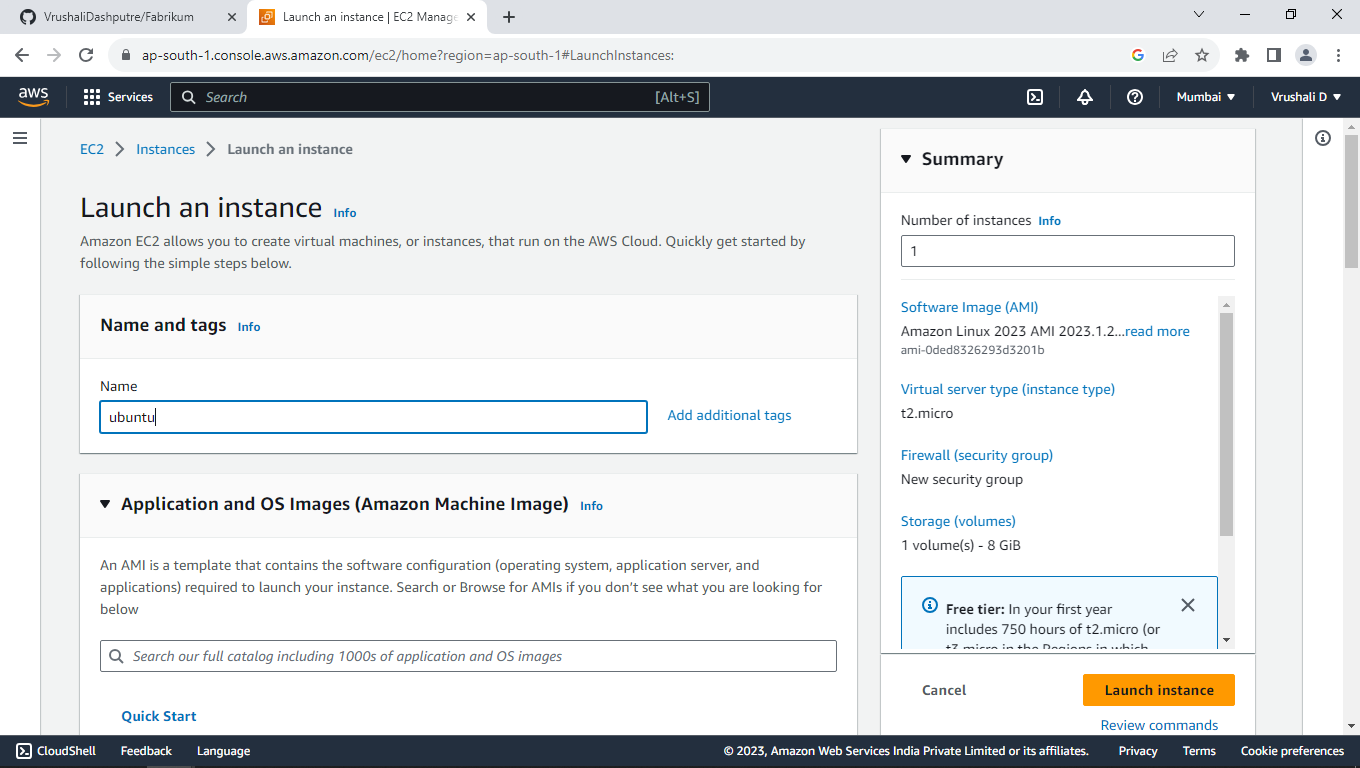 VrushaliDashputre/Fabrikum
Launch an instance | EC2 Manage
ap-south-1.console.aws.amazon.com/ec2/home?region=ap-south-1#LaunchInstances:
aws
Services
Search
[Alt+S]
Mumbai
Vrushali D
EC2
Instances
Launch an instance
Launch an instance Info
Amazon EC2 allows you to create virtual machines, or instances, that run on the AWS Cloud. Quickly get started by
following the simple steps below.
Name and tags Info
Name
ubuntu
Add additional tags
Application and OS Images (Amazon Machine Image) Info
An AMI is a template that contains the software configuration (operating system, application server, and
applications) required to launch your instance. Search or Browse for AMIs if you don't see what you are looking for
below
Search our full catalog including 1000s of application and OS images
Quick Start
Summary
Number of instances Info
1
Software Image (AMI)
Amazon Linux 2023 AMI 2023.1.2...read more
ami-0ded8326293d3201b
Virtual server type (instance type)
t2.micro
Firewall (security group)
New security group
Storage (volumes)
1 volume(s) - 8 GiB
Free tier: In your first year
includes 750 hours of t2.micro (or
t3.micro in the Regions in which
Cancel
Launch instance
Review commands
CloudShell
Feedback
Language
© 2023, Amazon Web Services India Private Limited or its affiliates.
Privacy
Terms
Cookie preferences